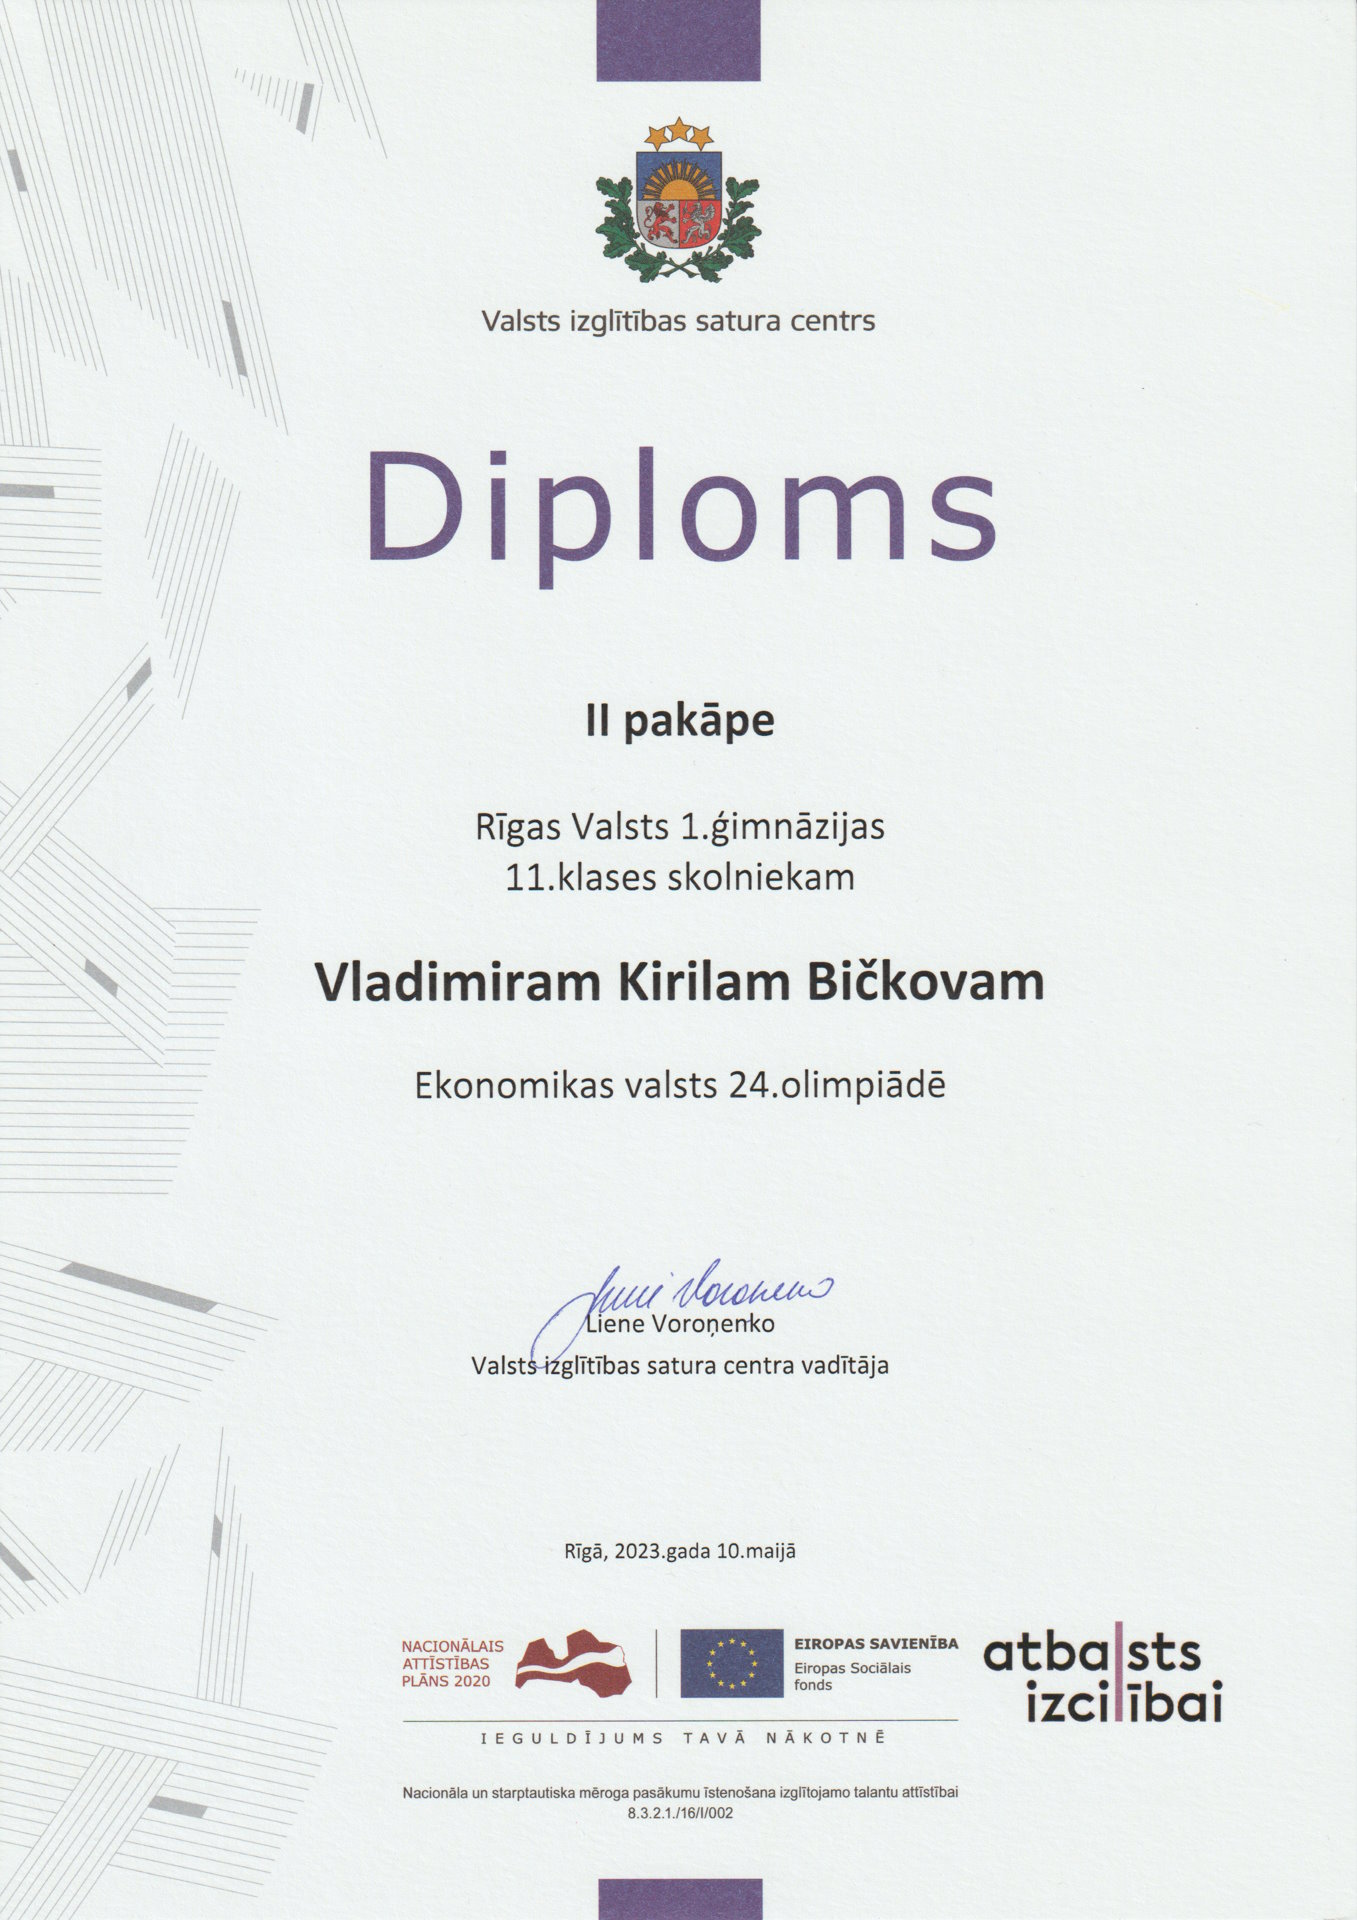 Valsts izglītības satura centrs
Diploms
II pakāpe
Rīgas Valsts 1.ģimnāzijas
11.klases skolniekam
Vladimiram Kirilam Bičkovam
Ekonomikas valsts 24.olimpiādē
Liene Voroņenko
Valsts izglītības satura centra vadītāja
Rīgā, 2023.gada 10.maijā
NACIONĀLAIS
ATTĪSTĪBAS
PLĀNS 2020
EIROPAS SAVIENĪBA
Eiropas Sociālais
fonds
atbalsts
izcilībai
IEGULDĪJUMS TAVĀ NĀKOTNĒ
Nacionāla un starptautiska mēroga pasākumu īstenošana izglītojamo talantu attīstībai
8.3.2.1./16/I/002